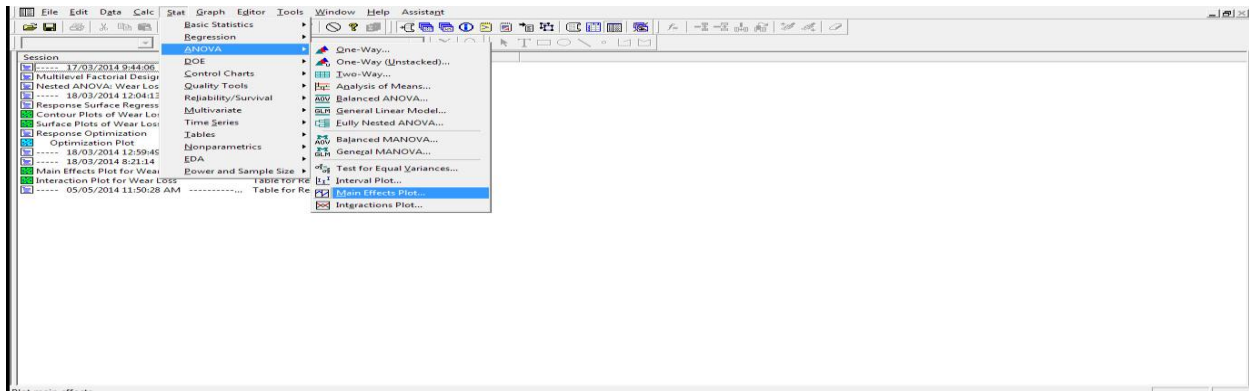 File Edit Data Calc Stat Graph Editor Tools Window Help Assistant
Basic Statistics
Regression
ANOVA
DOE
Control Charts
Quality Tools
Reliability/Survival
Multivariate
Time Series
Tables
Nonparametrics
EDA
Power and Sample Size
One-Way...
One-Way (Unstacked)...
Two-Way...
Analysis of Means...
Balanced ANOVA...
General Linear Model...
Fully Nested ANOVA...
Balanced MANOVA...
General MANOVA...
Test for Equal Variances...
Interval Plot...
Main Effects Plot...
Interactions Plot...
Session
----- 17/03/2014 9:44:06
Multilevel Factorial Design
Nested ANOVA: Wear Los
----- 18/03/2014 12:04:13
Response Surface Regress
Contour Plots of Wear Los
Surface Plots of Wear Los
Response Optimization
Optimization Plot
----- 18/03/2014 12:59:49
----- 18/03/2014 8:21:14
Main Effects Plot for Wear
Interaction Plot for Wear Loss Table for Re
----- 05/05/2014 11:50:28 AM ----------... Table for Re